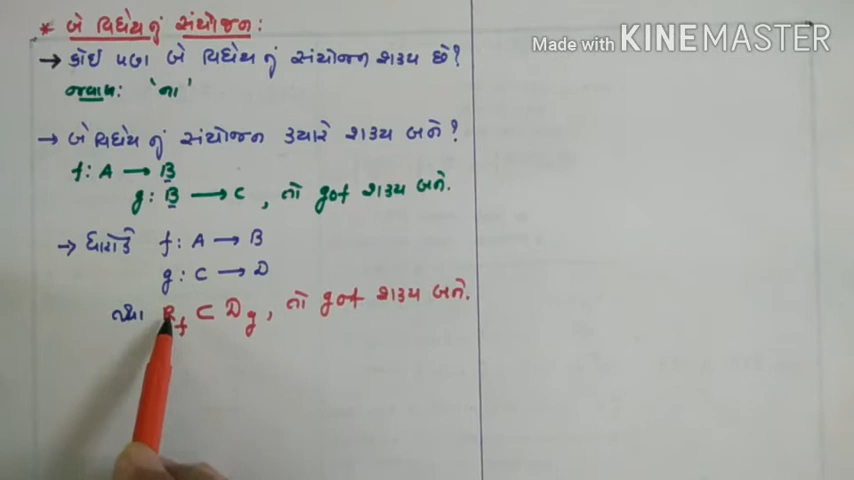 * બે વિધેયનું સંયોજન:
Made with KINEMASTER
→ કોઈ પણ બે વિધેયનું સંયોજન શક્ય છે?
જવાબ: 'ના'
→ બે વિધેયનું સંયોજન ક્યારે શક્ય બને?
f: A → B
g: B → C, તો gof શક્ય બને.
→ ધારોકે f: A → B
g: C → D
જ્યાં R_f ⊂ D_g, તો gof શક્ય બને.